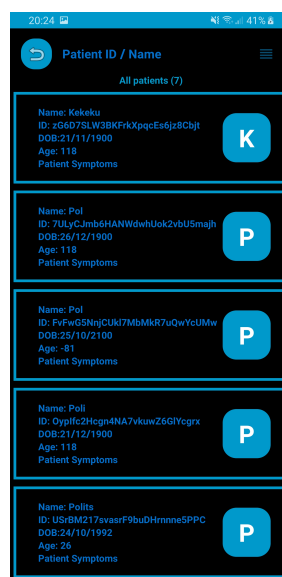 20:24 41%
Patient ID / Name
All patients (7)
Name: Kekeku
ID: zG6D7SLW3BKFrkXpqcEs6jz8Cbjt
DOB:21/11/1900
Age: 118
Patient Symptoms
K
Name: Pol
ID: 7ULyCJmb6HANWdwhUok2vbU5majh
DOB:26/12/1900
Age: 118
Patient Symptoms
P
Name: Pol
ID: FvFwG5NnjCUkl7MbMkR7uQwYcUMw
DOB:25/10/2100
Age: -81
Patient Symptoms
P
Name: Poli
ID: OypIfc2Hcgn4NA7vkuwZ6GlYcgrx
DOB:21/12/1900
Age: 118
Patient Symptoms
P
Name: Polits
ID: USrBM217svasrF9buDHrnnne5PPC
DOB:24/10/1992
Age: 26
Patient Symptoms
P